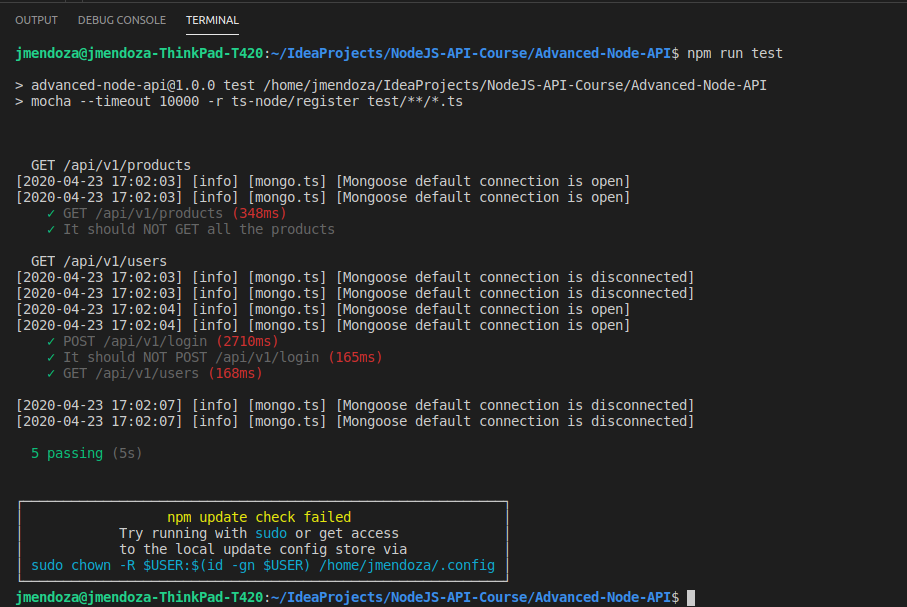 OUTPUT DEBUG CONSOLE TERMINAL
jmendoza@jmendoza-ThinkPad-T420:~/IdeaProjects/NodeJS-API-Course/Advanced-Node-API$ npm run test
> advanced-node-api@1.0.0 test /home/jmendoza/IdeaProjects/NodeJS-API-Course/Advanced-Node-API
> mocha --timeout 10000 -r ts-node/register test/**/*.ts
GET /api/v1/products
[2020-04-23 17:02:03] [info] [mongo.ts] [Mongoose default connection is open]
[2020-04-23 17:02:03] [info] [mongo.ts] [Mongoose default connection is open]
✓ GET /api/v1/products (348ms)
✓ It should NOT GET all the products
GET /api/v1/users
[2020-04-23 17:02:03] [info] [mongo.ts] [Mongoose default connection is disconnected]
[2020-04-23 17:02:03] [info] [mongo.ts] [Mongoose default connection is disconnected]
[2020-04-23 17:02:04] [info] [mongo.ts] [Mongoose default connection is open]
[2020-04-23 17:02:04] [info] [mongo.ts] [Mongoose default connection is open]
✓ POST /api/v1/login (2710ms)
✓ It should NOT POST /api/v1/login (165ms)
✓ GET /api/v1/users (168ms)
[2020-04-23 17:02:07] [info] [mongo.ts] [Mongoose default connection is disconnected]
[2020-04-23 17:02:07] [info] [mongo.ts] [Mongoose default connection is disconnected]
5 passing (5s)
npm update check failed
Try running with sudo or get access
to the local update config store via
sudo chown -R $USER:$(id -gn $USER) /home/jmendoza/.config
jmendoza@jmendoza-ThinkPad-T420:~/IdeaProjects/NodeJS-API-Course/Advanced-Node-API$